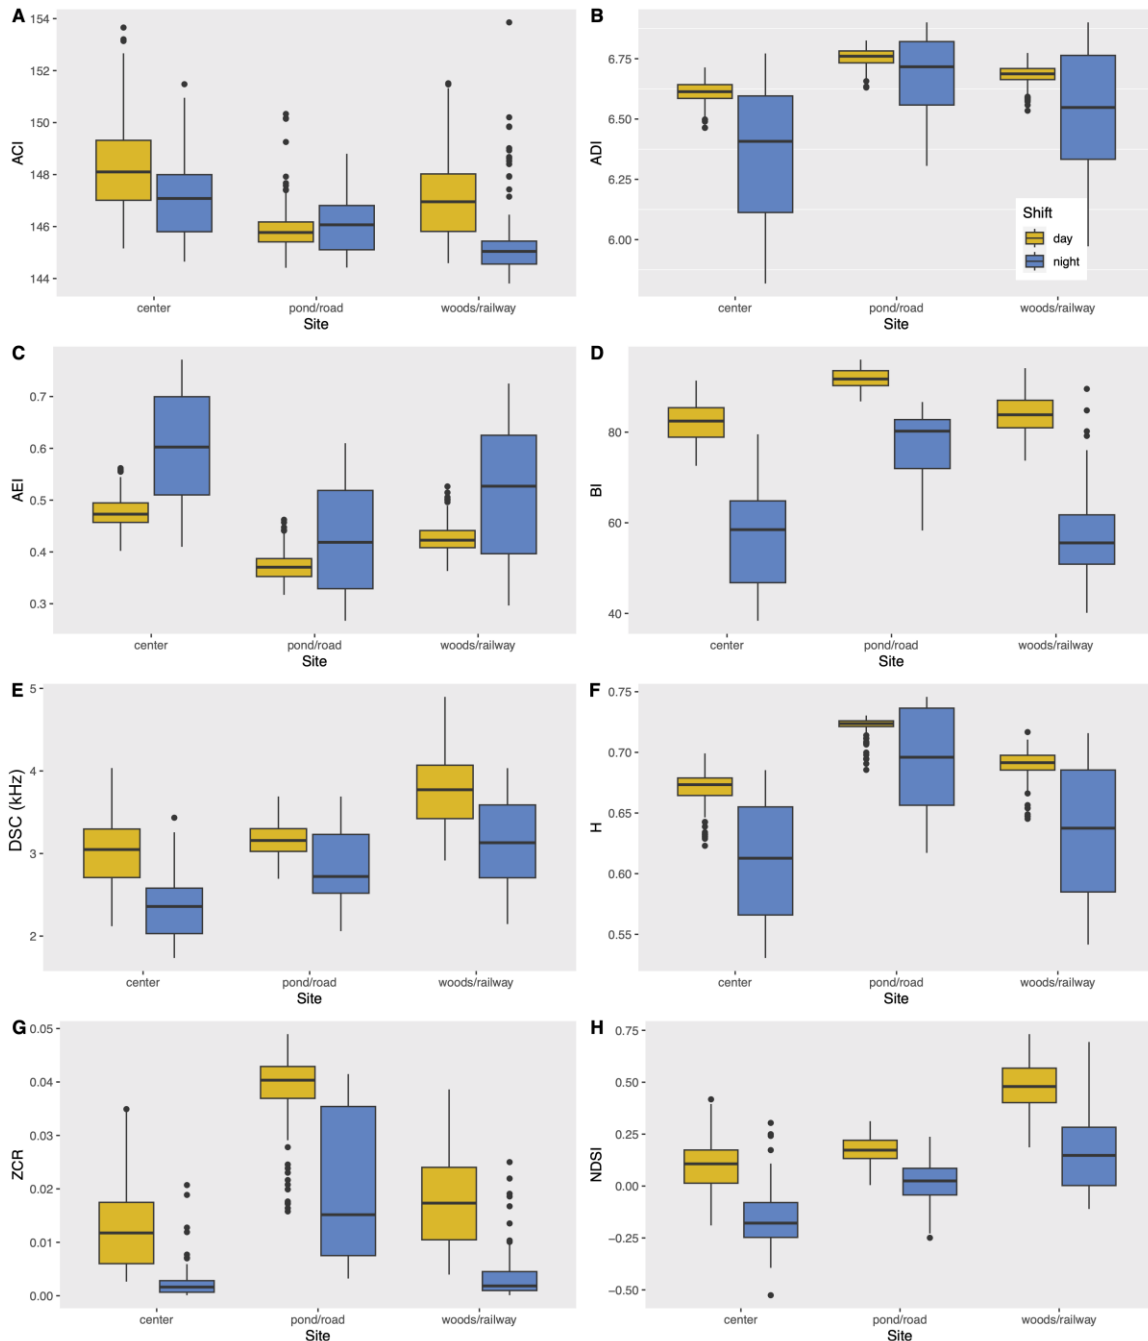 A
154
152
150
148
146
144
ACI
center
pond/road
woods/railway
Site
B
6.75
6.50
6.25
6.00
ADI
Shift
day
night
center
pond/road
woods/railway
Site
C
0.7
0.6
0.5
0.4
0.3
AEI
center
pond/road
woods/railway
Site
D
80
60
40
BI
center
pond/road
woods/railway
Site
E
5
4
3
2
DSC (kHz)
center
pond/road
woods/railway
Site
F
0.75
0.70
0.65
0.60
0.55
H
center
pond/road
woods/railway
Site
G
0.05
0.04
0.03
0.02
0.01
0.00
ZCR
center
pond/road
woods/railway
Site
H
0.75
0.50
0.25
0.00
−0.25
−0.50
NDSI
center
pond/road
woods/railway
Site